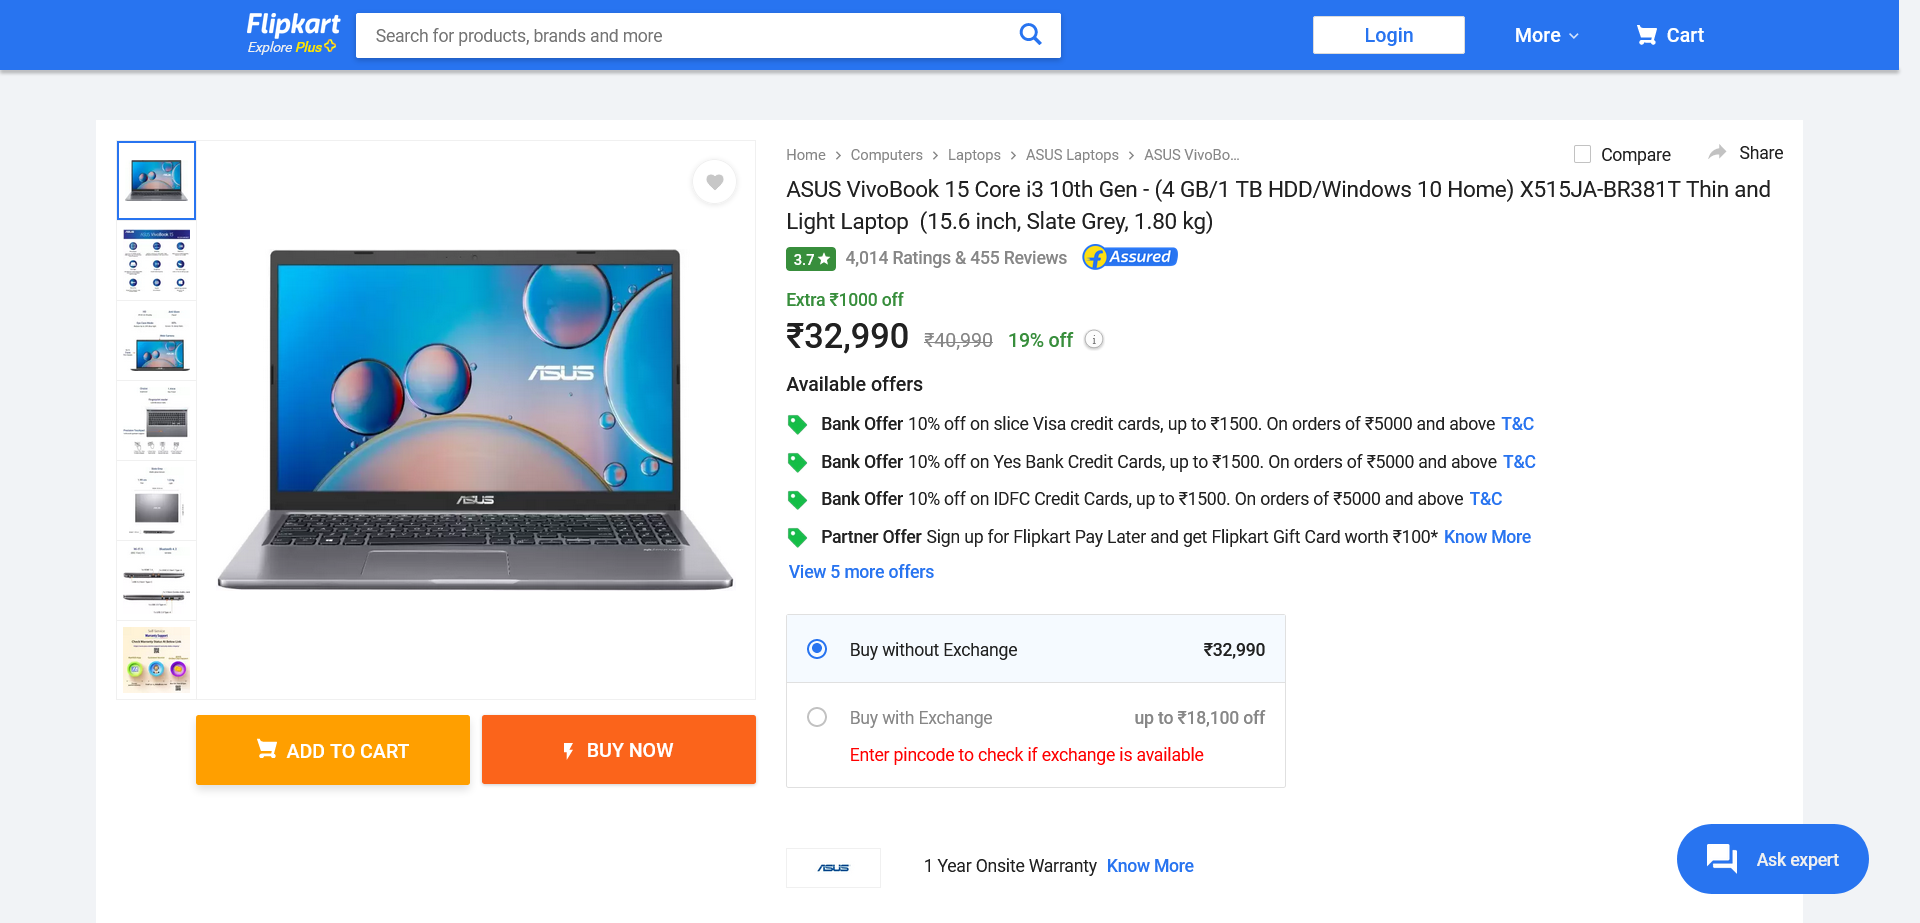 Flipkart
Explore Plus
Search for products, brands and more
Login
More
Cart
Home
Computers
Laptops
ASUS Laptops
ASUS VivoBo...
Compare
Share
ASUS VivoBook 15 Core i3 10th Gen - (4 GB/1 TB HDD/Windows 10 Home) X515JA-BR381T Thin and
Light Laptop (15.6 inch, Slate Grey, 1.80 kg)
3.7 ★ 4,014 Ratings & 455 Reviews
Assured
Extra ₹1000 off
₹32,990 ₹40,990 19% off
Available offers
Bank Offer 10% off on slice Visa credit cards, up to ₹1500. On orders of ₹5000 and above T&C
Bank Offer 10% off on Yes Bank Credit Cards, up to ₹1500. On orders of ₹5000 and above T&C
Bank Offer 10% off on IDFC Credit Cards, up to ₹1500. On orders of ₹5000 and above T&C
Partner Offer Sign up for Flipkart Pay Later and get Flipkart Gift Card worth ₹100* Know More
View 5 more offers
Buy without Exchange ₹32,990
Buy with Exchange up to ₹18,100 off
Enter pincode to check if exchange is available
ASUS
ASUS
ADD TO CART
BUY NOW
ASUS
1 Year Onsite Warranty Know More
Ask expert